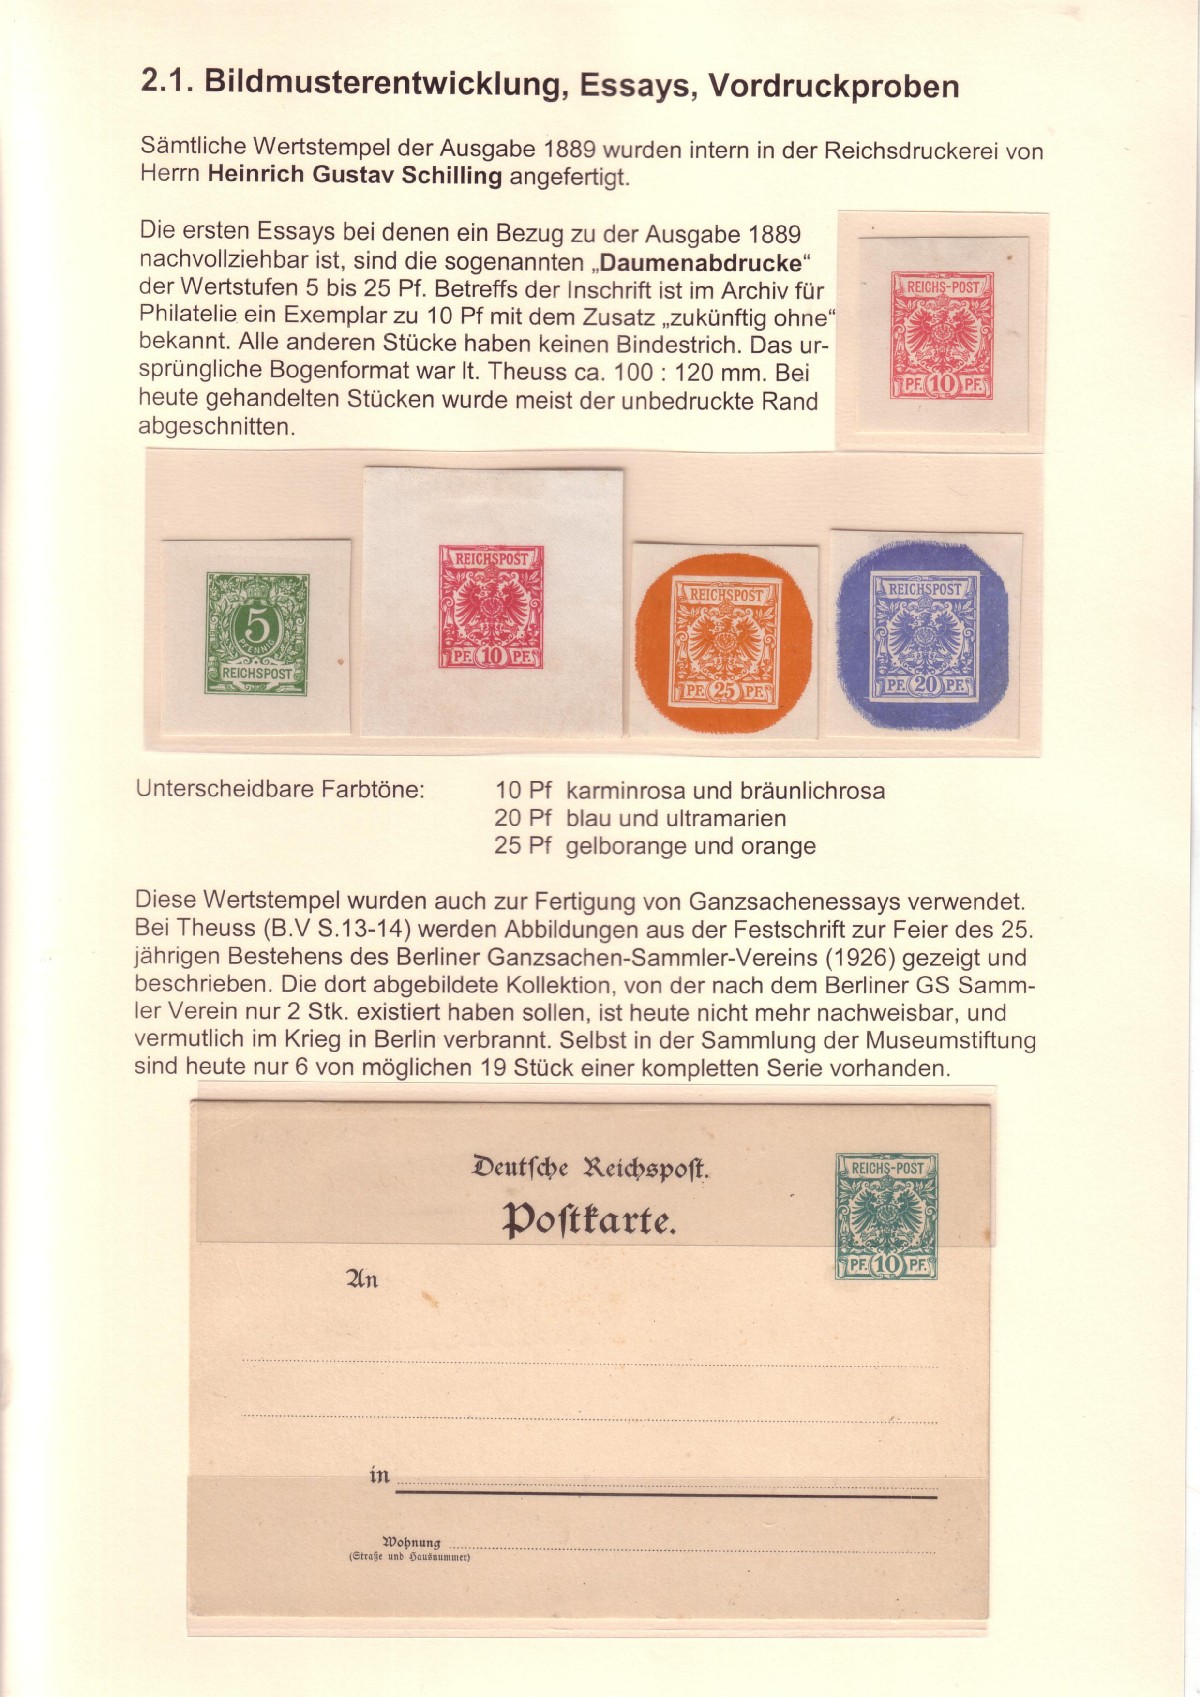 2.1. Bildmusterentwicklung, Essays, Vordruckproben
Sämtliche Wertstempel der Ausgabe 1889 wurden intern in der Reichsdruckerei von
Herrn Heinrich Gustav Schilling angefertigt.
Die ersten Essays bei denen ein Bezug zu der Ausgabe 1889
nachvollziehbar ist, sind die sogenannten „Daumenabdrucke“
der Wertstufen 5 bis 25 Pf. Betreffs der Inschrift ist im Archiv für
Philatelie ein Exemplar zu 10 Pf mit dem Zusatz „zukünftig ohne“
bekannt. Alle anderen Stücke haben keinen Bindestrich. Das ur-
sprüngliche Bogenformat war lt. Theuss ca. 100 : 120 mm. Bei
heute gehandelten Stücken wurde meist der unbedruckte Rand
abgeschnitten.
REICHS-POST
PF. 10 PF.
5
PFENNIG
REICHSPOST
REICHSPOST
PF. 10 PF.
REICHSPOST
PF. 25 PF.
REICHSPOST
PF. 20 PF.
Unterscheidbare Farbtöne: 10 Pf karminrosa und bräunlichrosa
20 Pf blau und ultramarien
25 Pf gelborange und orange
Diese Wertstempel wurden auch zur Fertigung von Ganzsachenessays verwendet.
Bei Theuss (B.V S.13-14) werden Abbildungen aus der Festschrift zur Feier des 25.
jährigen Bestehens des Berliner Ganzsachen-Sammler-Vereins (1926) gezeigt und
beschrieben. Die dort abgebildete Kollektion, von der nach dem Berliner GS Samm-
ler Verein nur 2 Stk. existiert haben sollen, ist heute nicht mehr nachweisbar, und
vermutlich im Krieg in Berlin verbrannt. Selbst in der Sammlung der Museumstiftung
sind heute nur 6 von möglichen 19 Stück einer kompletten Serie vorhanden.
Deutſche Reichspoſt.
Poſtkarte.
REICHS-POST
PF. 10 PF.
An
in
Wohnung
(Straße und Hausnummer)